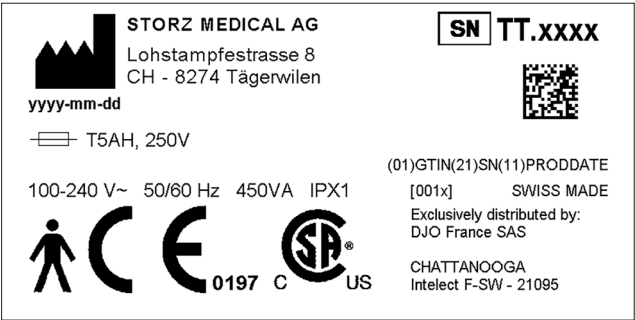 STORZ MEDICAL AG
Lohstampfestrasse 8
CH - 8274 Tägerwilen
yyyy-mm-dd
SN TT.xxxx
T5AH, 250V
(01)GTIN(21)SN(11)PRODDATE
100-240 V~ 50/60 Hz 450VA IPX1
[001x] SWISS MADE
Exclusively distributed by:
DJO France SAS
CHATTANOOGA
Intelect F-SW - 21095
CE 0197
C SA ® US